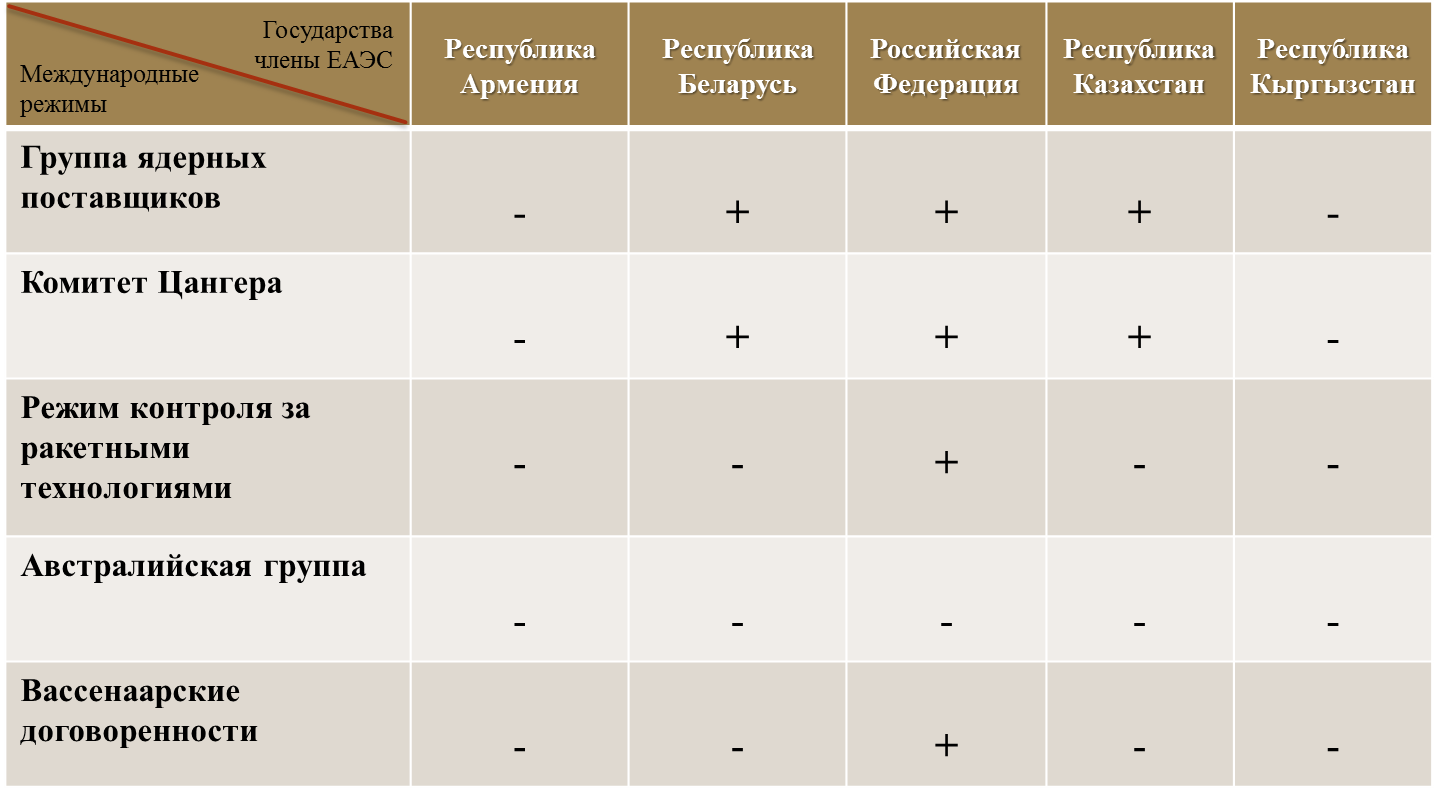 Государства
члены ЕАЭС
Международные
режимы
Республика
Армения
Республика
Беларусь
Российская
Федерация
Республика
Казахстан
Республика
Кыргызстан
Группа ядерных
поставщиков
- + + + -
Комитет Цангера
- + + + -
Режим контроля за
ракетными
технологиями
- - + - -
Австралийская группа
- - - - -
Вассенаарские
договоренности
- - + - -